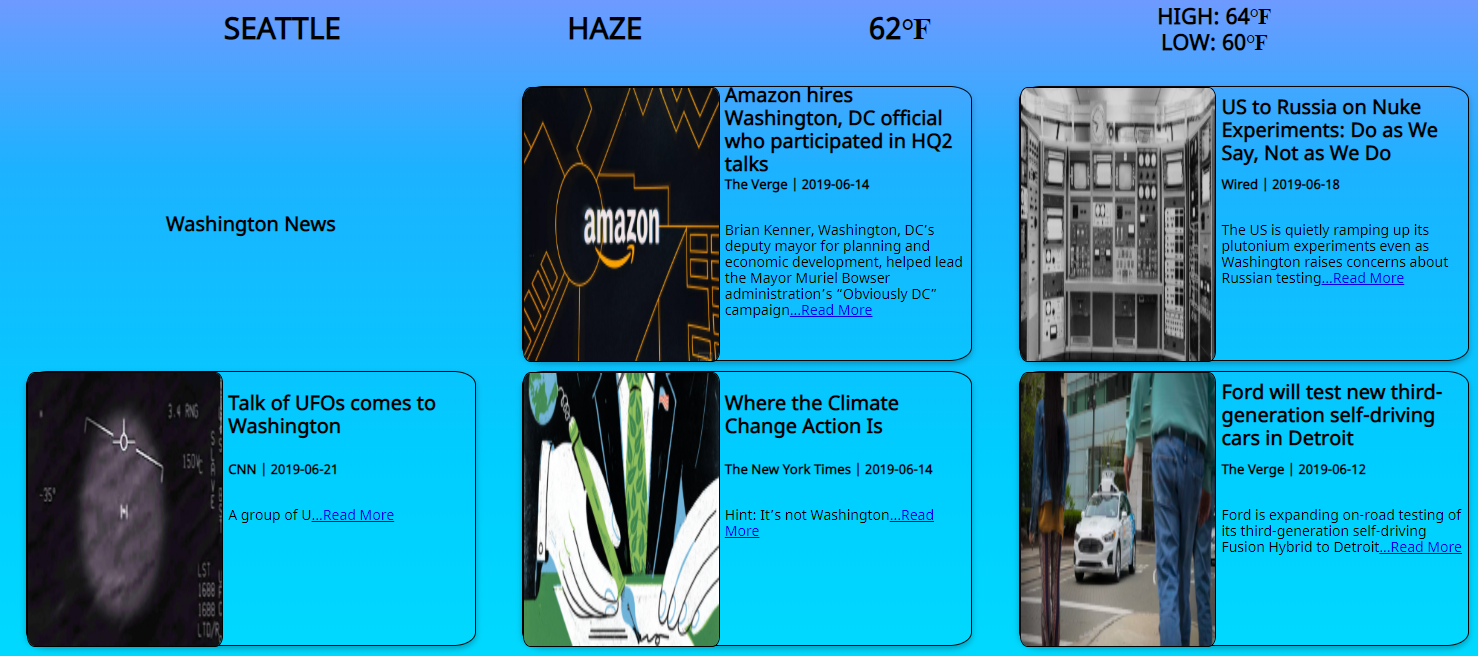 SEATTLE
HAZE
62°F
HIGH: 64°F
LOW: 60°F
Washington News
amazon
Amazon hires
Washington, DC official
who participated in HQ2
talks
The Verge | 2019-06-14
Brian Kenner, Washington, DC's
deputy mayor for planning and
economic development, helped lead
the Mayor Muriel Bowser
administration's "Obviously DC"
campaign...Read More
US to Russia on Nuke
Experiments: Do as We
Say, Not as We Do
Wired | 2019-06-18
The US is quietly ramping up its
plutonium experiments even as
Washington raises concerns about
Russian testing...Read More
3.4 RNG
-35°
H
LST
1688
1688
LTD/R
Talk of UFOs comes to
Washington
CNN | 2019-06-21
A group of U...Read More
Where the Climate
Change Action Is
The New York Times | 2019-06-14
Hint: It's not Washington...Read
More
Ford will test new third-
generation self-driving
cars in Detroit
The Verge | 2019-06-12
Ford is expanding on-road testing of
its third-generation self-driving
Fusion Hybrid to Detroit...Read More